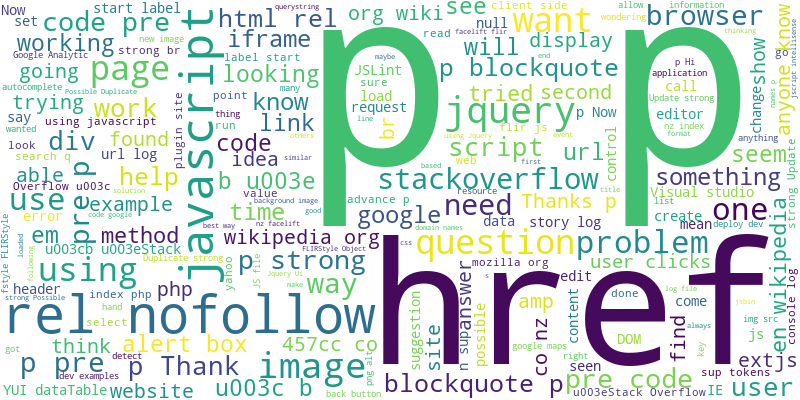 Now
set
start label
code pre
html rel
querystring
facelift flir
org wiki
see
client side
allow
information
wondering
thinking
working
strong br
Google Analytic
new image
maybe
null
read
want
browser
going
autocomplete
Possible Duplicate
page
iframe
label start
many
p p
JSLint
sure
load
will
display
p Hi
application
go
change
show
anyone know
jscript intellisense
looking
trying
work
javascript
know
point
thing
run
request
line
br
p blockquote
tried
second
end
call
Update strong
editor
nz index
format
names p
say
wanted
using javascript
plugin site
link
others
jquery
flir js
using Jquery
event
p Now
control
anything
look
div
found
code
similar
script
url
seem
strong Update
search q
url log
idea
based
web
first
Overflow u003c
able
help
b u003e
stackoverflow
something
solution
value
background image
resource
title
list
Visual studio
use
example
pre p
time
good
advance p
need
Thanks p
create
one
error
code google
best way
nz facelift
google
data
story log
mean
deploy dev
em
method
wikipedia org
domain names
fstyle FLIRStyle
loaded
u003cb u003eStack
FLIRStyle Object
css
question
problem
en wikipedia
using
following
Duplicate strong
p strong
way
mozilla org
user clicks
console log
header
yahoo
JS file
Jquery Ui
s
answer
edit
done
come
log file
jsbin
strong Possible
index php
php
make
href
amp
content
DOM
always
img src
rel nofollow
457cc co
suggestion
site
n sup
possible
co nz
find
js
hand
select
got
think
alert box
image
png alt
google maps
right
seen
key
extjs
p pre
detect
dev examples
p Thank
blockquote p
pre code
sup tokens
YUI dataTable
website
u003c b
back button
u003eStack Overflow
IE
user